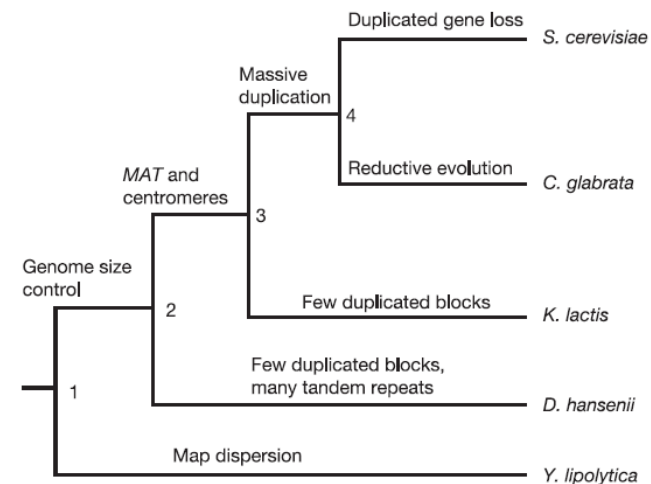 Duplicated gene loss
S. cerevisiae
Massive
duplication
4
MAT and
centromeres
Reductive evolution
C. glabrata
3
Genome size
control
2
Few duplicated blocks
K. lactis
Few duplicated blocks,
many tandem repeats
1
D. hansenii
Map dispersion
Y. lipolytica